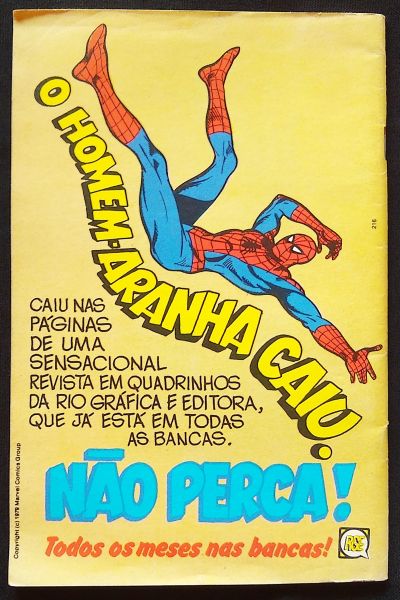 O HOMEM-ARANHA CAIU.
CAIU NAS
PÁGINAS
DE UMA
SENSACIONAL
REVISTA EM QUADRINHOS
DA RIO GRÁFICA E EDITORA,
QUE JÁ ESTÁ EM TODAS
AS BANCAS.
NÃO PERCA!
Todos os meses nas bancas!
RGE
Copyright (c) 1979 Marvel Comics Group
216